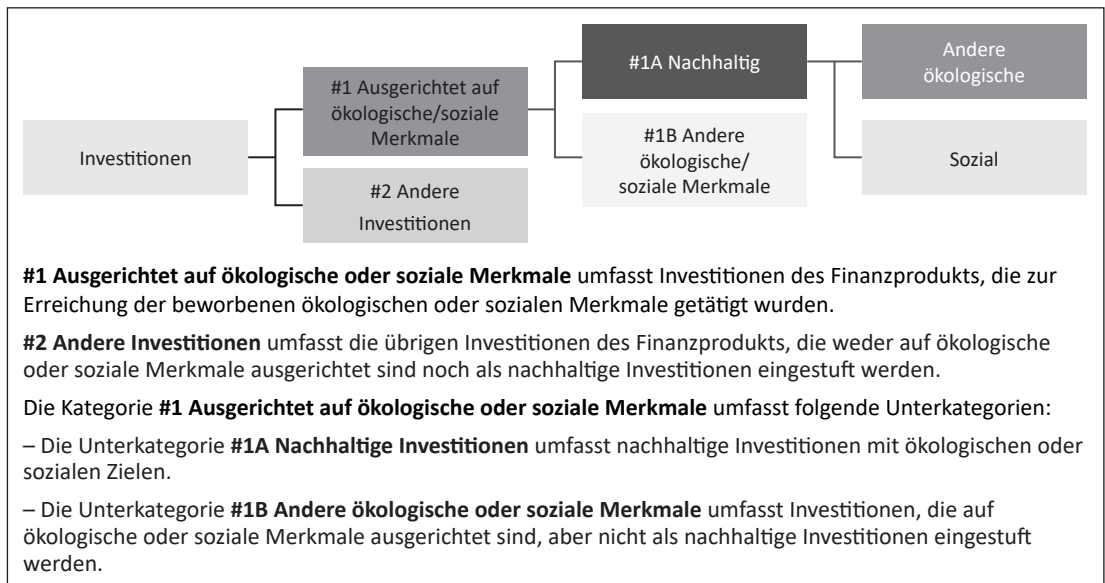 #1A Nachhaltig
Andere
ökologische
#1 Ausgerichtet auf
ökologische/soziale
Merkmale
#1B Andere
ökologische/
soziale Merkmale
Investitionen
Sozial
#2 Andere
Investitionen
#1 Ausgerichtet auf ökologische oder soziale Merkmale umfasst Investitionen des Finanzprodukts, die zur
Erreichung der beworbenen ökologischen oder sozialen Merkmale getätigt wurden.
#2 Andere Investitionen umfasst die übrigen Investitionen des Finanzprodukts, die weder auf ökologische
oder soziale Merkmale ausgerichtet sind noch als nachhaltige Investitionen eingestuft werden.
Die Kategorie #1 Ausgerichtet auf ökologische oder soziale Merkmale umfasst folgende Unterkategorien:
– Die Unterkategorie #1A Nachhaltige Investitionen umfasst nachhaltige Investitionen mit ökologischen oder
sozialen Zielen.
– Die Unterkategorie #1B Andere ökologische oder soziale Merkmale umfasst Investitionen, die auf
ökologische oder soziale Merkmale ausgerichtet sind, aber nicht als nachhaltige Investitionen eingestuft
werden.